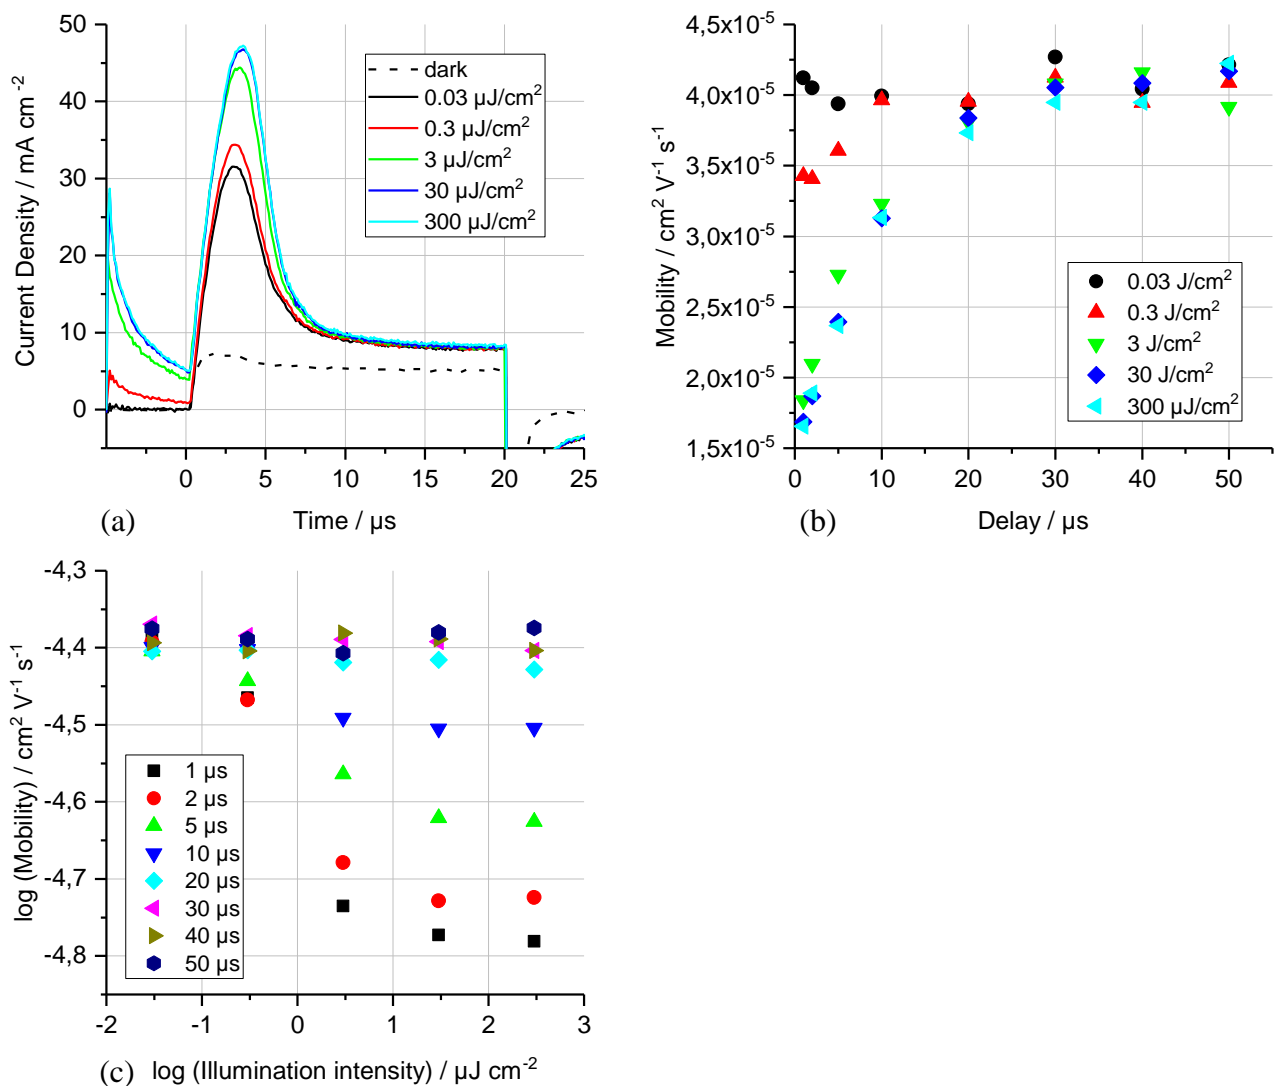 50
40
30
20
10
0
Current Density / mA cm⁻²
dark
0.03 µJ/cm²
0.3 µJ/cm²
3 µJ/cm²
30 µJ/cm²
300 µJ/cm²
0 5 10 15 20 25
(a) Time / µs
4,5x10⁻⁵
4,0x10⁻⁵
3,5x10⁻⁵
3,0x10⁻⁵
2,5x10⁻⁵
2,0x10⁻⁵
1,5x10⁻⁵
Mobility / cm² V⁻¹ s⁻¹
0.03 J/cm²
0.3 J/cm²
3 J/cm²
30 J/cm²
300 µJ/cm²
0 10 20 30 40 50
(b) Delay / µs
-4,3
-4,4
-4,5
-4,6
-4,7
-4,8
log (Mobility) / cm² V⁻¹ s⁻¹
1 µs
2 µs
5 µs
10 µs
20 µs
30 µs
40 µs
50 µs
-2 -1 0 1 2 3
(c) log (Illumination intensity) / µJ cm⁻²